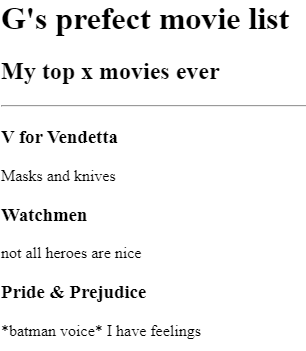 G's prefect movie list
My top x movies ever
V for Vendetta
Masks and knives
Watchmen
not all heroes are nice
Pride & Prejudice
*batman voice* I have feelings